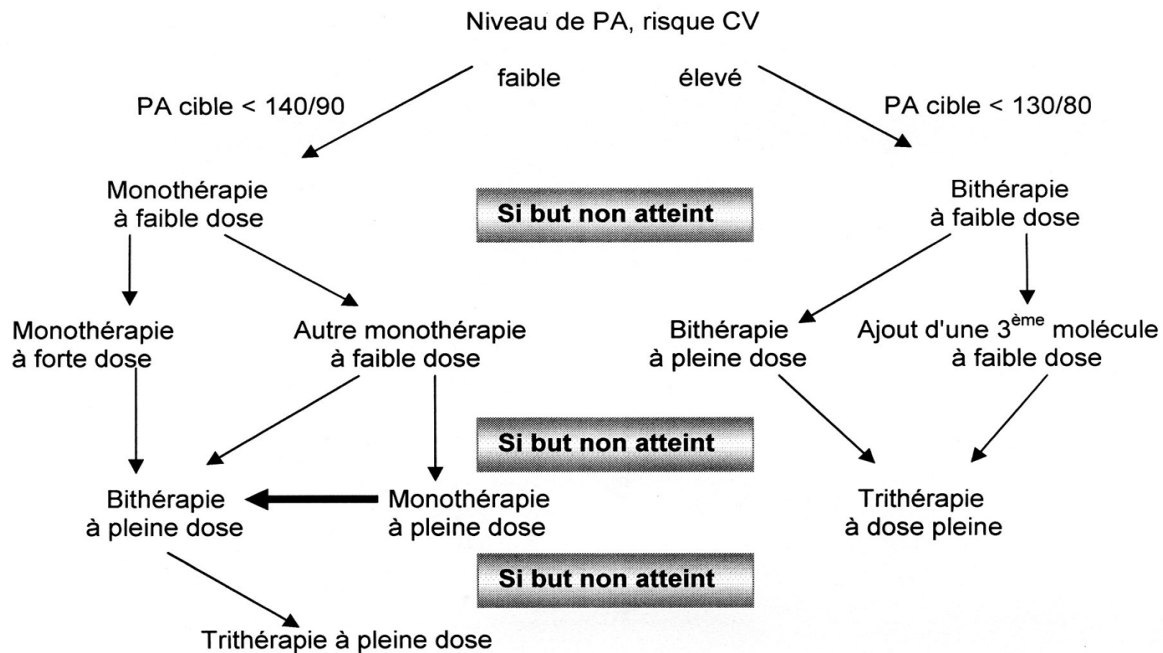 Niveau de PA, risque CV
faible élevé
PA cible < 140/90
PA cible < 130/80
Monothérapie
à faible dose
Si but non atteint
Bithérapie
à faible dose
Monothérapie
à forte dose
Autre monothérapie
à faible dose
Bithérapie
à pleine dose
Ajout d'une 3ème molécule
à faible dose
Si but non atteint
Bithérapie
à pleine dose
Monothérapie
à pleine dose
Trithérapie
à dose pleine
Si but non atteint
Trithérapie à pleine dose